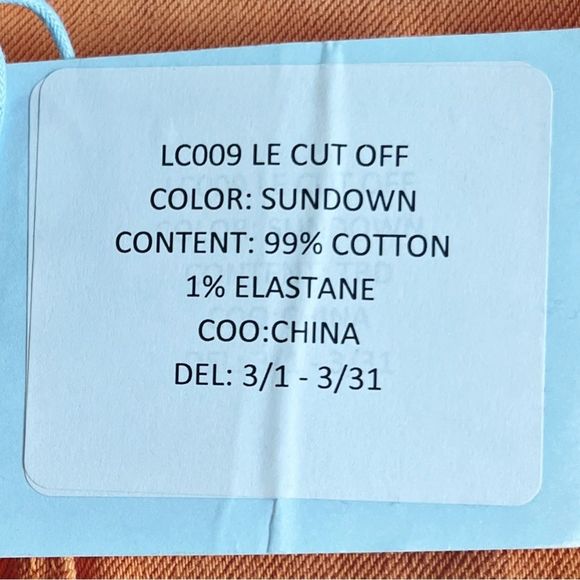 LC009 LE CUT OFF
COLOR: SUNDOWN
CONTENT: 99% COTTON
1% ELASTANE
COO:CHINA
DEL: 3/1 - 3/31